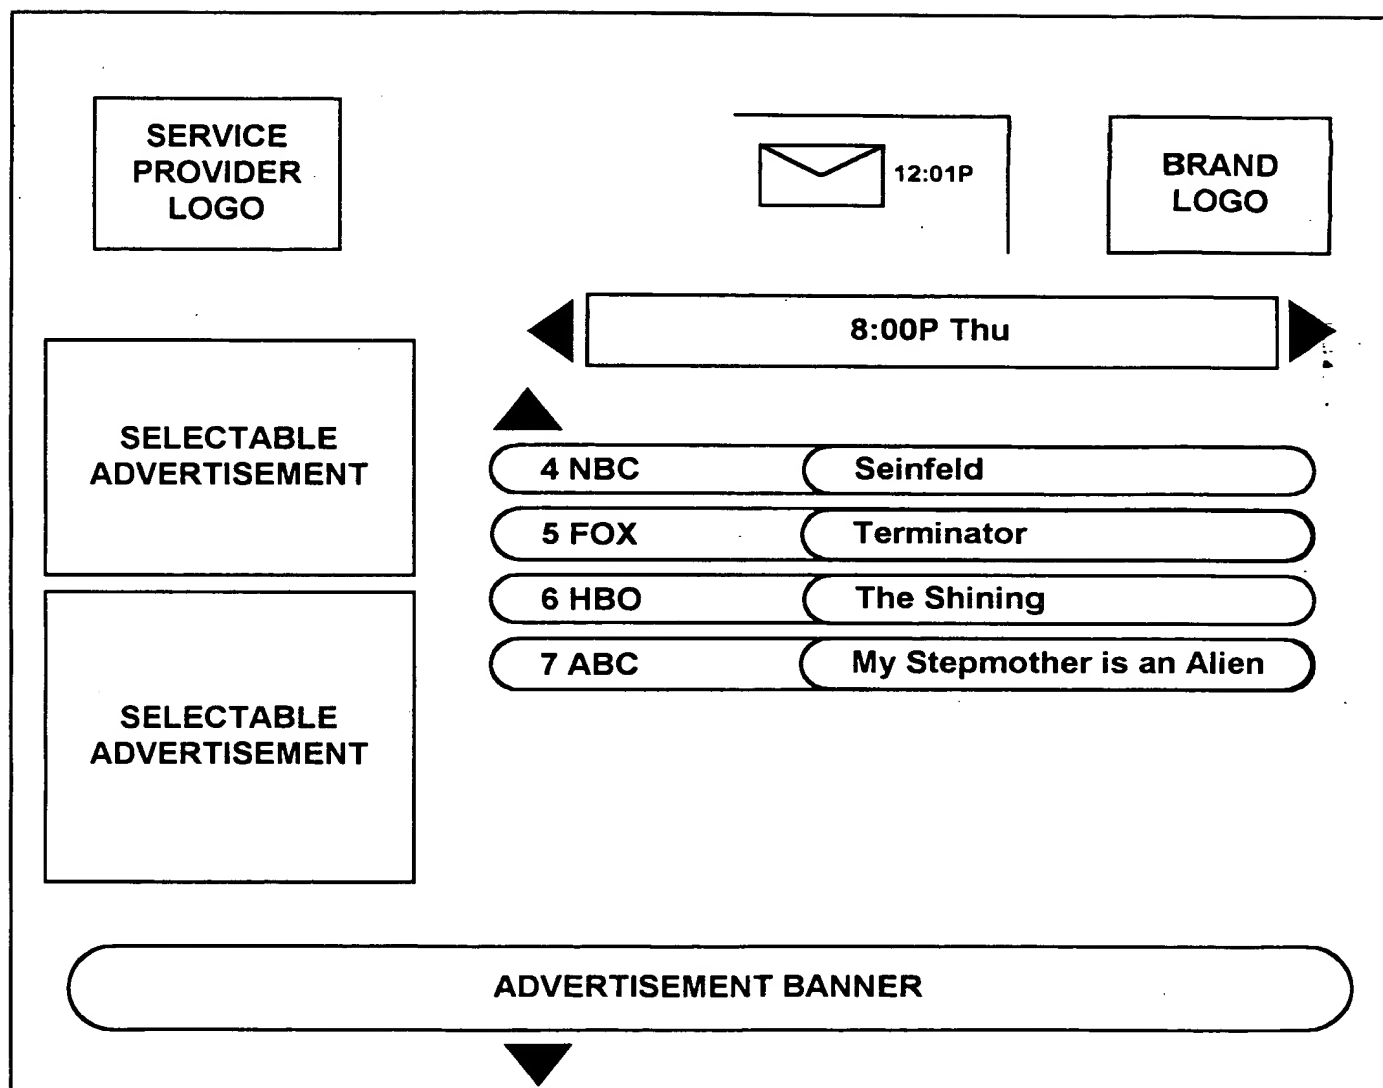 SERVICE
PROVIDER
LOGO
12:01P
BRAND
LOGO
8:00P Thu
SELECTABLE
ADVERTISEMENT
4 NBC Seinfeld
5 FOX Terminator
6 HBO The Shining
7 ABC My Stepmother is an Alien
SELECTABLE
ADVERTISEMENT
ADVERTISEMENT BANNER